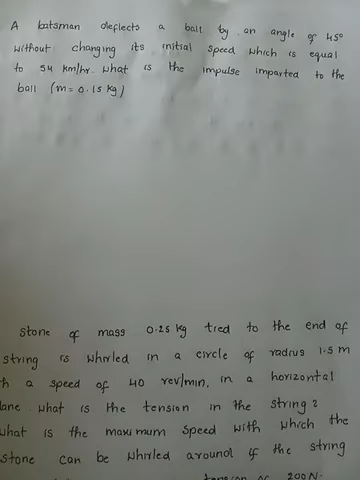 A batsman deflects a ball by an angle of 45°
without changing its initial speed which is equal
to 54 km/hr. what is the impulse imparted to the
ball (m = 0.15 kg)
Stone of mass 0.25 kg tied to the end of
string is whirled in a circle of radius 1.5 m
h a speed of 40 rev/min. in a horizontal
lane what is the tension in the string?
what is the maximum speed with which the
stone can be whirled around if the string
tension of 200N.